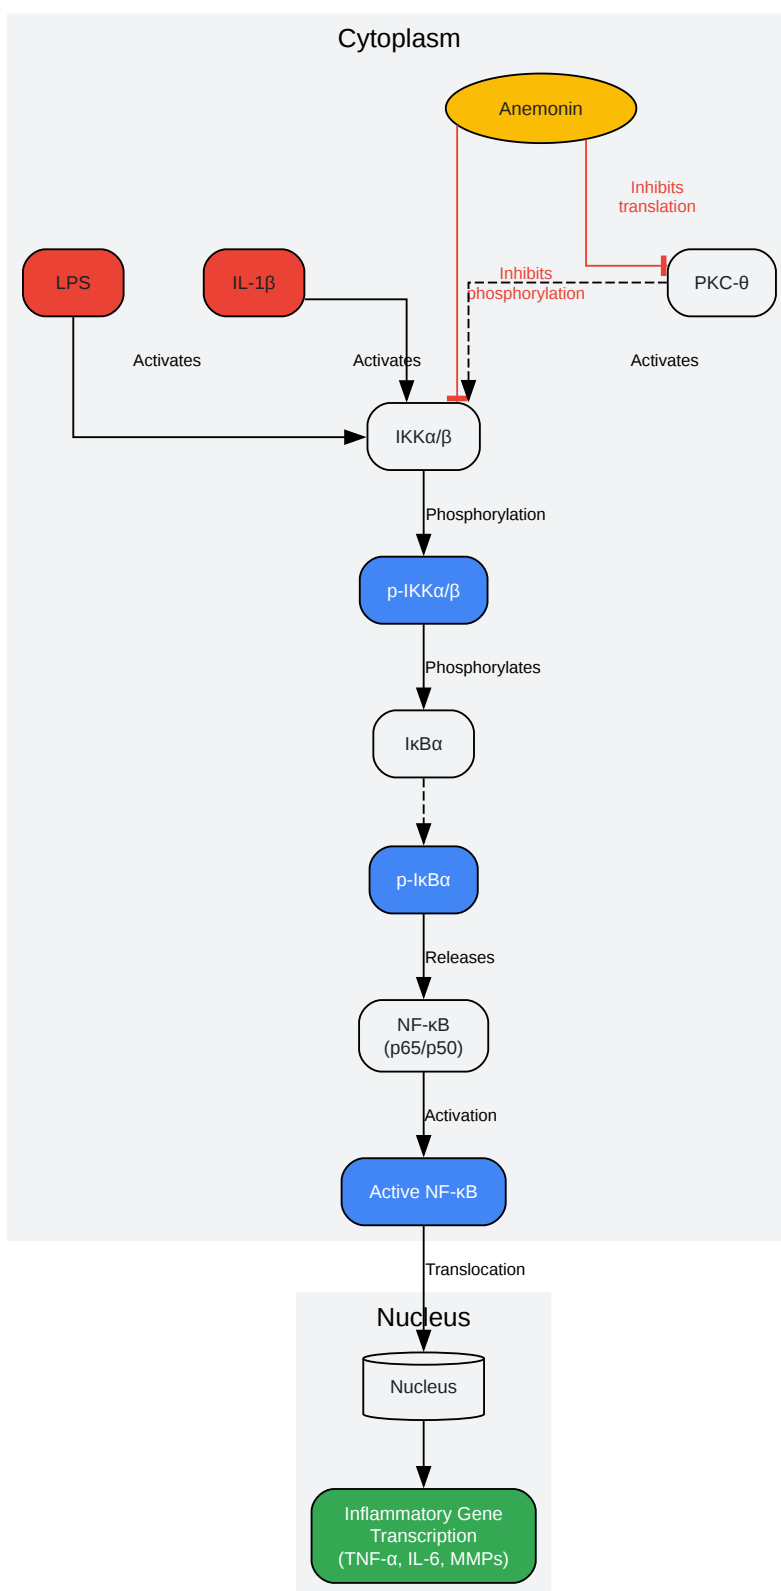 Cytoplasm
Anemonin
Inhibits
translation
LPS
IL-1β
Inhibits
phosphorylation
PKC-θ
Activates
Activates
Activates
IKKα/β
Phosphorylation
p-IKKα/β
Phosphorylates
IκBα
p-IκBα
Releases
NF-κB
(p65/p50)
Activation
Active NF-κB
Translocation
Nucleus
Nucleus
Inflammatory Gene
Transcription
(TNF-α, IL-6, MMPs)